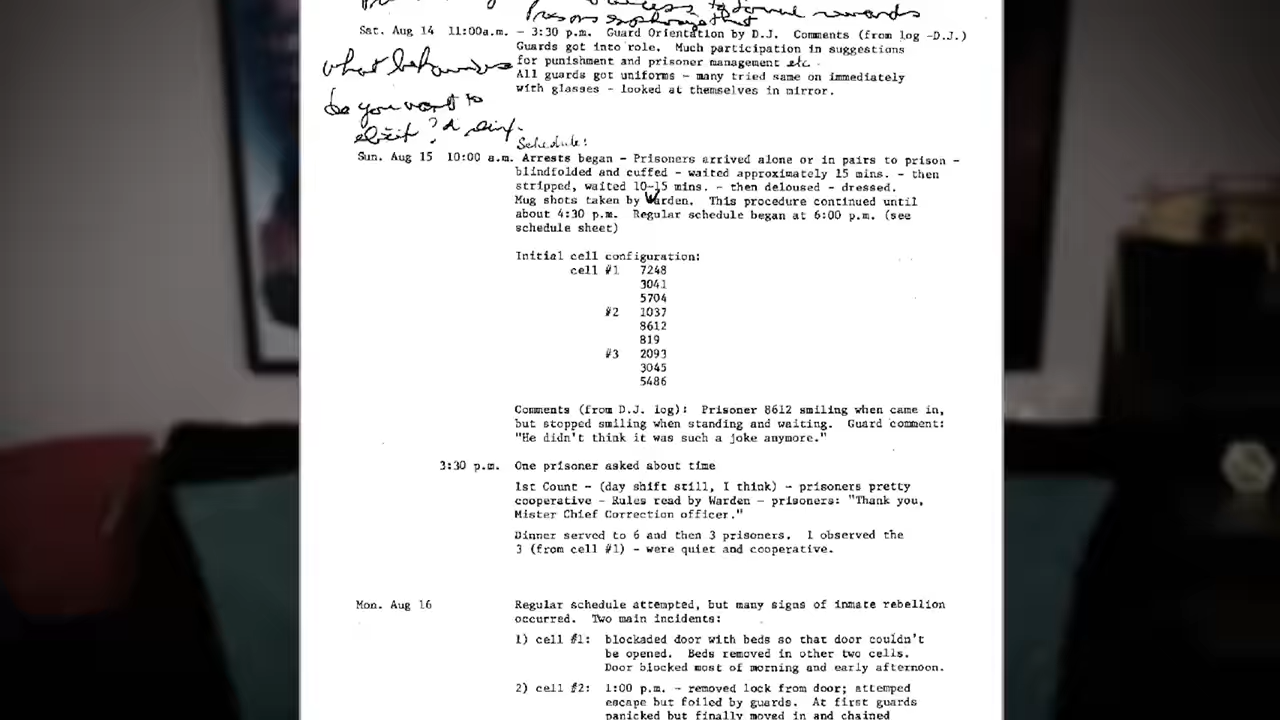 Prisons emphasize that
Sat. Aug 14 11:00a.m. - 3:30 p.m. Guard Orientation by D.J. Comments (from log -D.J.)
Guards got into role. Much participation in suggestions
what behaviors
for punishment and prisoner management etc.
All guards got uniforms - many tried same on immediately
with glasses - looked at themselves in mirror.
do you want to
elicit?
Schedule:
Sun. Aug 15 10:00 a.m. Arrests began - Prisoners arrived alone or in pairs to prison -
blindfolded and cuffed - waited approximately 15 mins. - then
stripped, waited 10-15 mins. - then deloused - dressed.
Mug shots taken by Warden. This procedure continued until
about 4:30 p.m. Regular schedule began at 6:00 p.m. (see
schedule sheet)
Initial cell configuration:
cell #1 7248
3041
5704
#2 1037
8612
819
#3 2093
3045
5486
Comments (from D.J. log): Prisoner 8612 smiling when came in,
but stopped smiling when standing and waiting. Guard comment:
"He didn't think it was such a joke anymore."
3:30 p.m. One prisoner asked about time
1st Count - (day shift still, I think) - prisoners pretty
cooperative - Rules read by Warden - prisoners: "Thank you,
Mister Chief Correction officer."
Dinner served to 6 and then 3 prisoners. I observed the
3 (from cell #1) - were quiet and cooperative.
Mon. Aug 16 Regular schedule attempted, but many signs of inmate rebellion
occurred. Two main incidents:
1) cell #1: blockaded door with beds so that door couldn't
be opened. Beds removed in other two cells.
Door blocked most of morning and early afternoon.
2) cell #2: 1:00 p.m. - removed lock from door; attemped
escape but foiled by guards. At first guards
panicked but finally moved in and chained